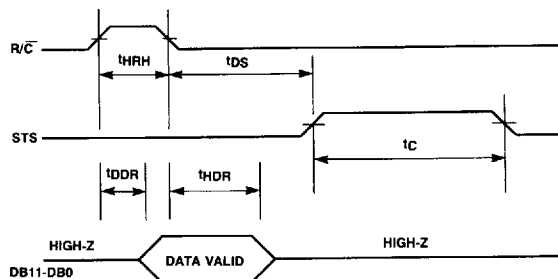 R/C̅
tHRH
tDS
STS
tC
tDDR
tHDR
HIGH-Z
DATA VALID
HIGH-Z
DB11-DB0